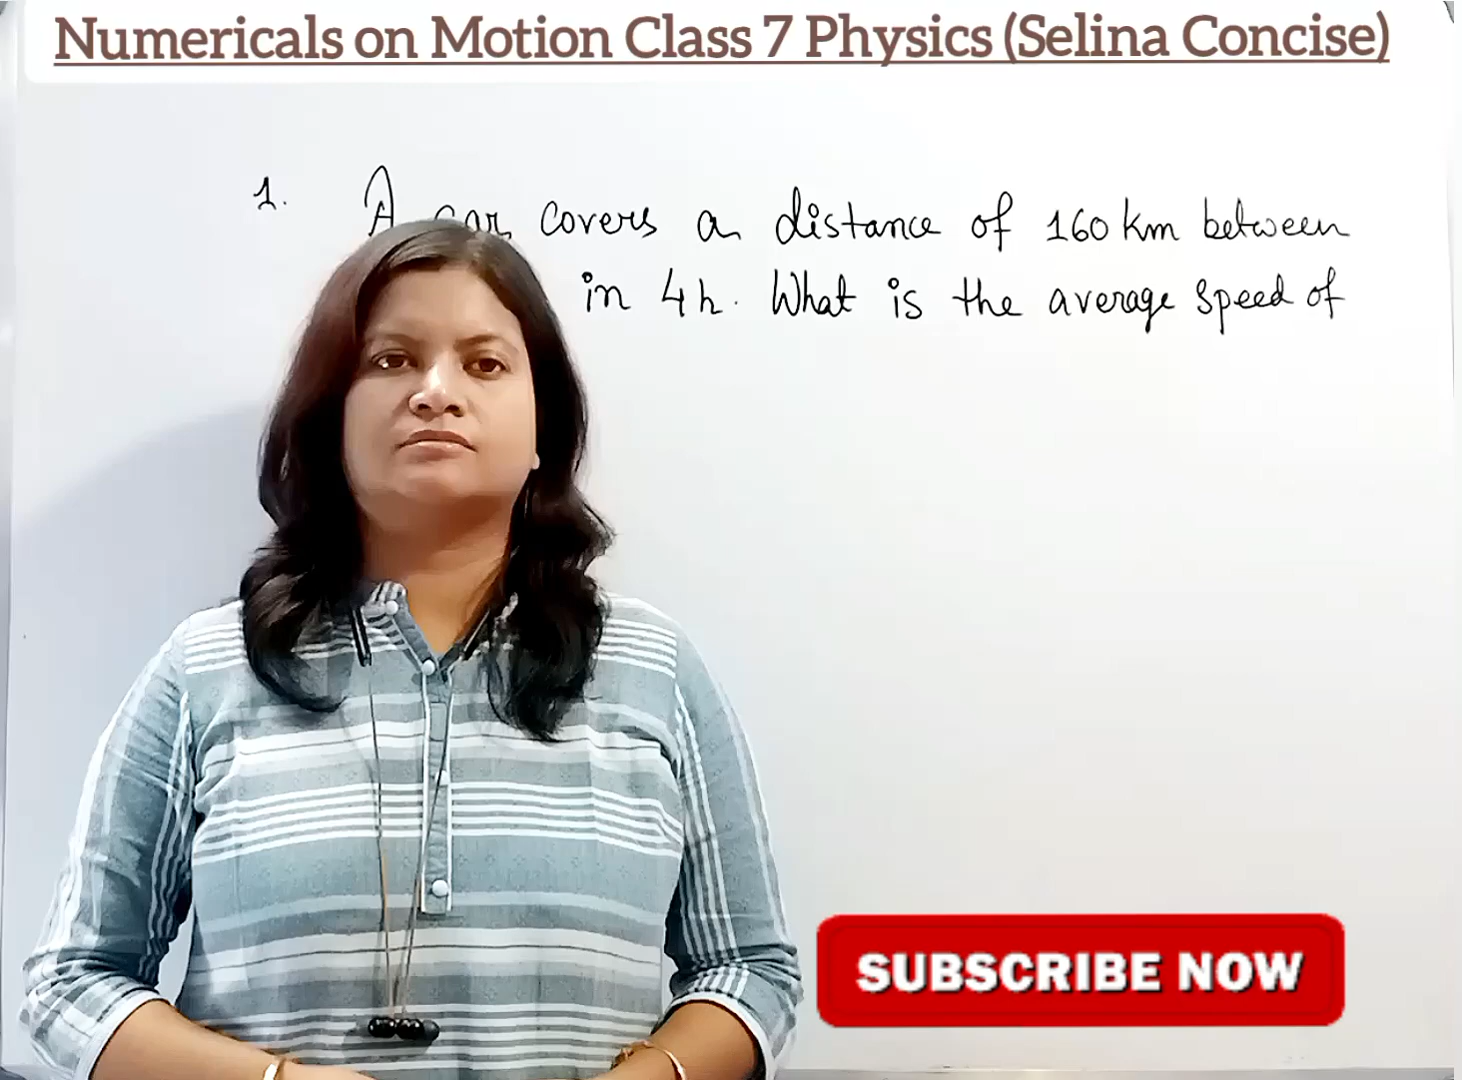 Numericals on Motion Class 7 Physics (Selina Concise)
1. A car covers a distance of 160 km between
in 4h. What is the average speed of
SUBSCRIBE NOW